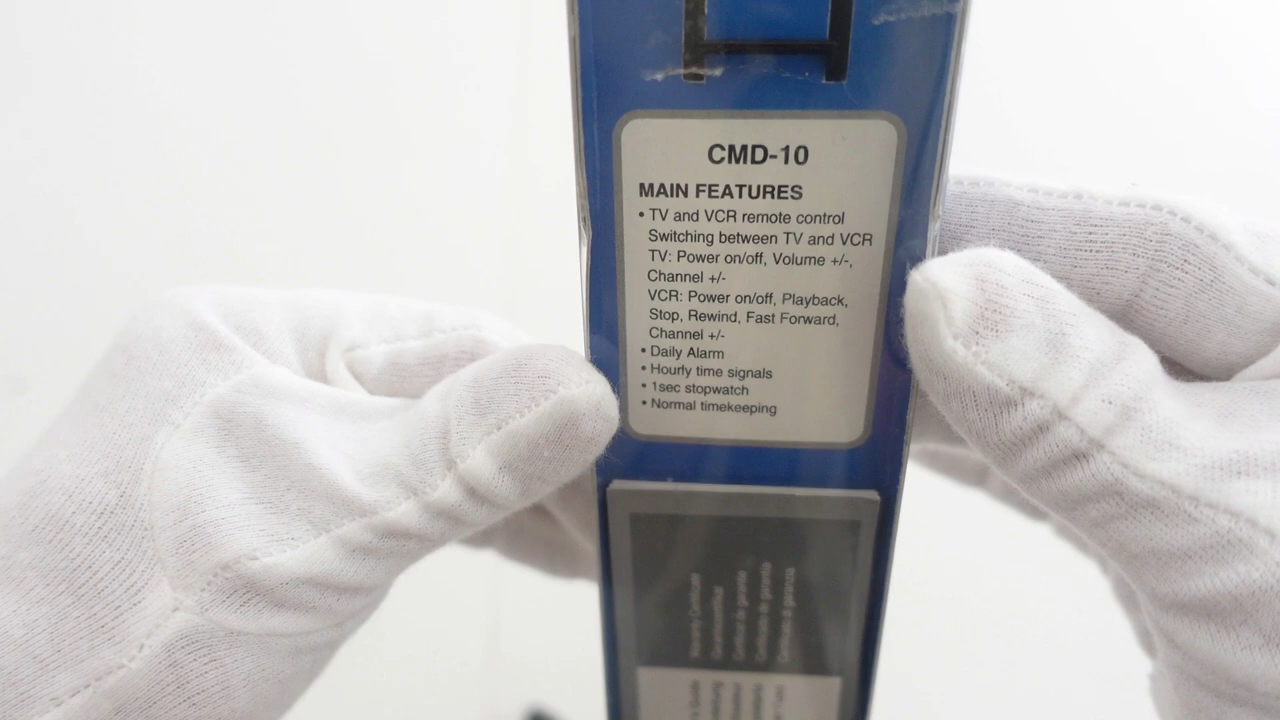 CMD-10
MAIN FEATURES
• TV and VCR remote control
Switching between TV and VCR
TV: Power on/off, Volume +/-,
Channel +/-
VCR: Power on/off, Playback,
Stop, Rewind, Fast Forward,
Channel +/-
• Daily Alarm
• Hourly time signals
• 1sec stopwatch
• Normal timekeeping
Warranty Certificate